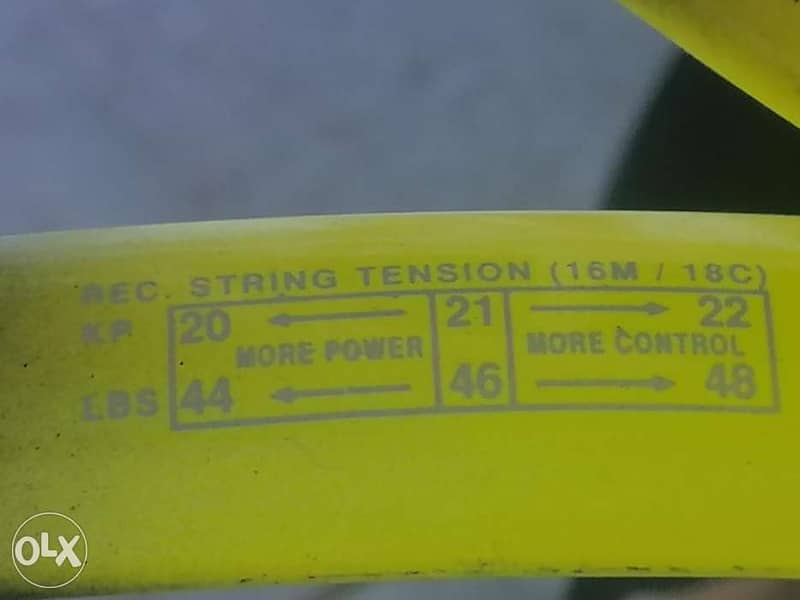 REC. STRING TENSION (16M / 18C)
KP 20 21 22
MORE POWER MORE CONTROL
LBS 44 46 48
OLX